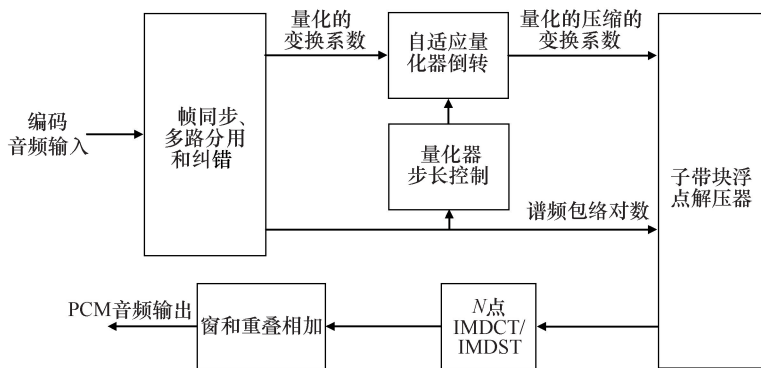 量化的
变换系数
自适应量
化器倒转
量化的压缩的
变换系数
编码
音频输入
帧同步、
多路分用
和纠错
量化器
步长控制
子带块浮
点解压器
谱频包络对数
PCM音频输出
窗和重叠相加
N点
IMDCT/
IMDST